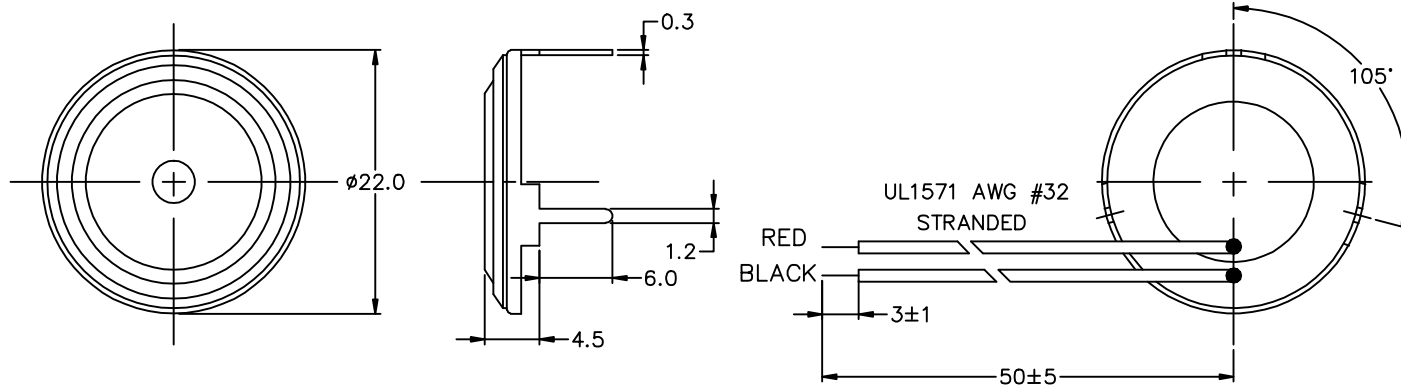 0.3
105°
ø22.0
UL1571 AWG #32
STRANDED
RED
1.2
BLACK
6.0
3±1
4.5
50±5